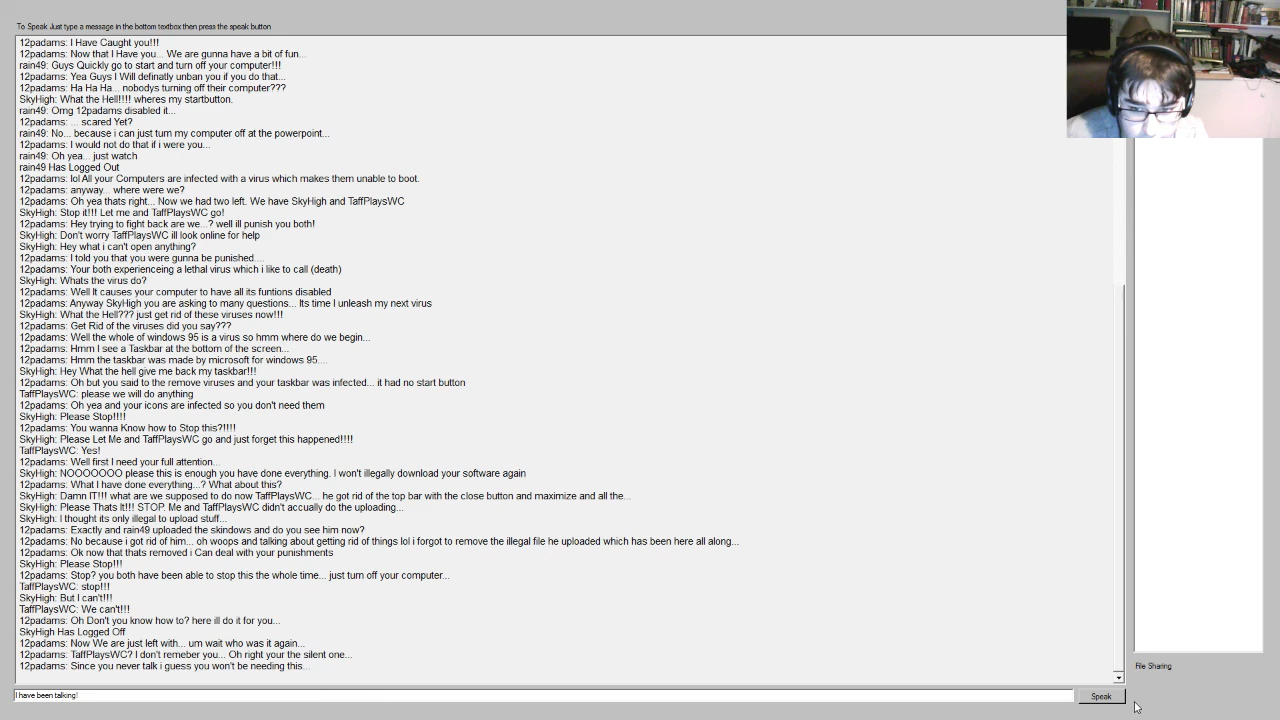 To Speak Just type a message in the bottom textbox then press the speak button
12padams: I Have Caught you!!!
12padams: Now that I Have you... We are gunna have a bit of fun...
rain49: Guys Quickly go to start and turn off your computer!!!
12padams: Yea Guys I Will definatly unban you if you do that...
12padams: Ha Ha Ha... nobodys turning off their computer???
SkyHigh: What the Hell!!!! wheres my startbutton.
rain49: Omg 12padams disabled it...
12padams: ... scared Yet?
rain49: No... because i can just turn my computer off at the powerpoint...
12padams: I would not do that if i were you...
rain49: Oh yea... just watch
rain49 Has Logged Out
12padams: lol All your Computers are infected with a virus which makes them unable to boot.
12padams: anyway... where were we?
12padams: Oh yea thats right... Now we had two left. We have SkyHigh and TaffPlaysWC
SkyHigh: Stop it!!! Let me and TaffPlaysWC go!
12padams: Hey trying to fight back are we...? well ill punish you both!
SkyHigh: Don't worry TaffPlaysWC ill look online for help
SkyHigh: Hey what i can't open anything?
12padams: I told you that you were gunna be punished....
12padams: Your both experienceing a lethal virus which i like to call (death)
SkyHigh: Whats the virus do?
12padams: Well It causes your computer to have all its funtions disabled
12padams: Anyway SkyHigh you are asking to many questions... Its time I unleash my next virus
SkyHigh: What the Hell??? just get rid of these viruses now!!!
12padams: Get Rid of the viruses did you say???
12padams: Well the whole of windows 95 is a virus so hmm where do we begin...
12padams: Hmm I see a Taskbar at the bottom of the screen...
12padams: Hmm the taskbar was made by microsoft for windows 95....
SkyHigh: Hey What the hell give me back my taskbar!!!
12padams: Oh but you said to the remove viruses and your taskbar was infected... it had no start button
TaffPlaysWC: please we will do anything
12padams: Oh yea and your icons are infected so you don't need them
SkyHigh: Please Stop!!!!
12padams: You wanna Know how to Stop this?!!!!
SkyHigh: Please Let Me and TaffPlaysWC go and just forget this happened!!!!
TaffPlaysWC: Yes!
12padams: Well first I need your full attention...
SkyHigh: NOOOOOOO please this is enough you have done everything. I won't illegally download your software again
12padams: What I have done everything...? What about this?
SkyHigh: Damn IT!!! what are we supposed to do now TaffPlaysWC... he got rid of the top bar with the close button and maximize and all the...
SkyHigh: Please Thats It!!! STOP. Me and TaffPlaysWC didn't accually do the uploading...
SkyHigh: I thought its only illegal to upload stuff...
12padams: Exactly and rain49 uploaded the skindows and do you see him now?
12padams: No because i got rid of him... oh woops and talking about getting rid of things lol i forgot to remove the illegal file he uploaded which has been here all along...
12padams: Ok now that thats removed i Can deal with your punishments
SkyHigh: Please Stop!!!
12padams: Stop? you both have been able to stop this the whole time... just turn off your computer...
TaffPlaysWC: stop!!!
SkyHigh: But I can't!!!
TaffPlaysWC: We can't!!!
12padams: Oh Don't you know how to? here ill do it for you...
SkyHigh Has Logged Off
12padams: Now We are just left with... um wait who was it again...
12padams: TaffPlaysWC? I don't remeber you... Oh right your the silent one...
12padams: Since you never talk i guess you won't be needing this...
File Sharing
I have been talking!
Speak